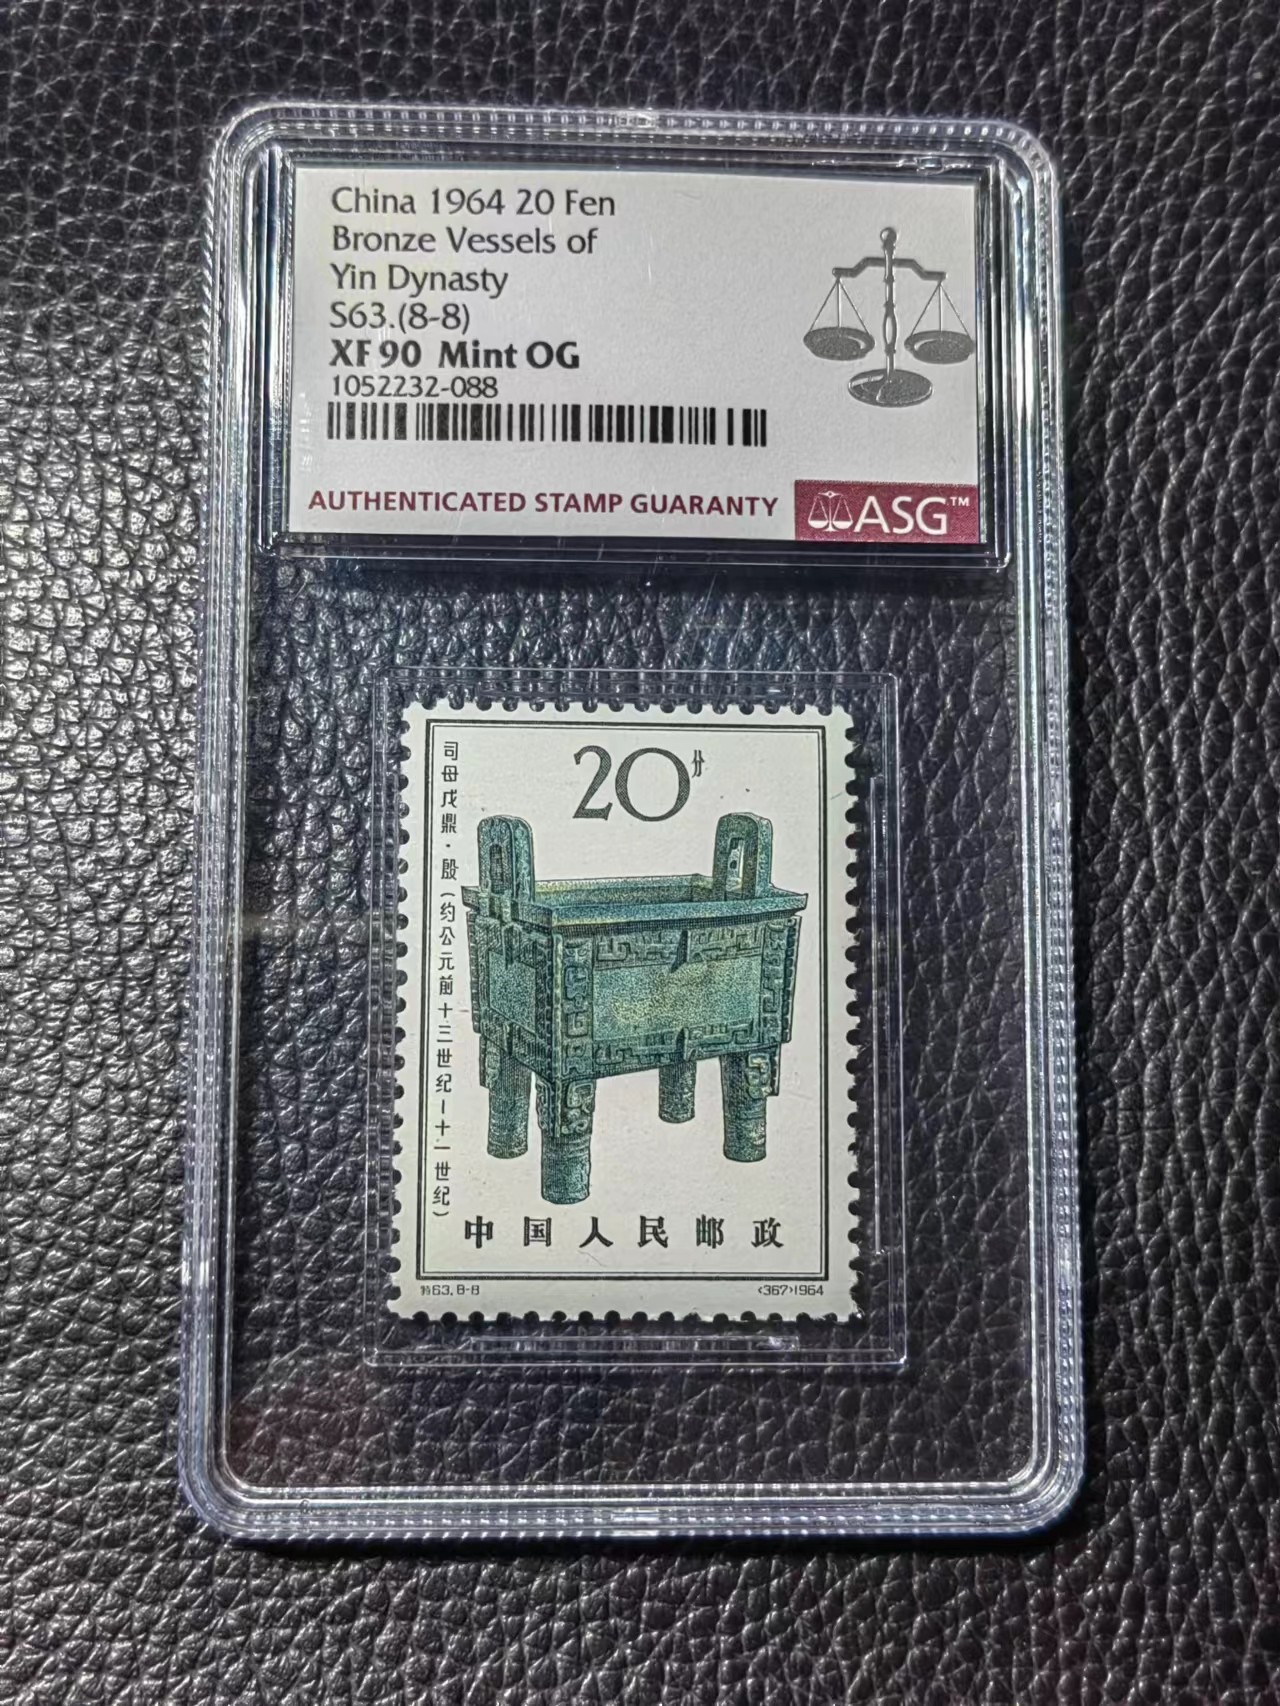 China 1964 20 Fen
Bronze Vessels of
Yin Dynasty
S63.(8-8)
XF 90 Mint OG
1052232-088
AUTHENTICATED STAMP GUARANTY
ASG™
20分
司母戊鼎·殷(约公元前十三世纪—十一世纪)
中国人民邮政
特63.8-8
(367)1964